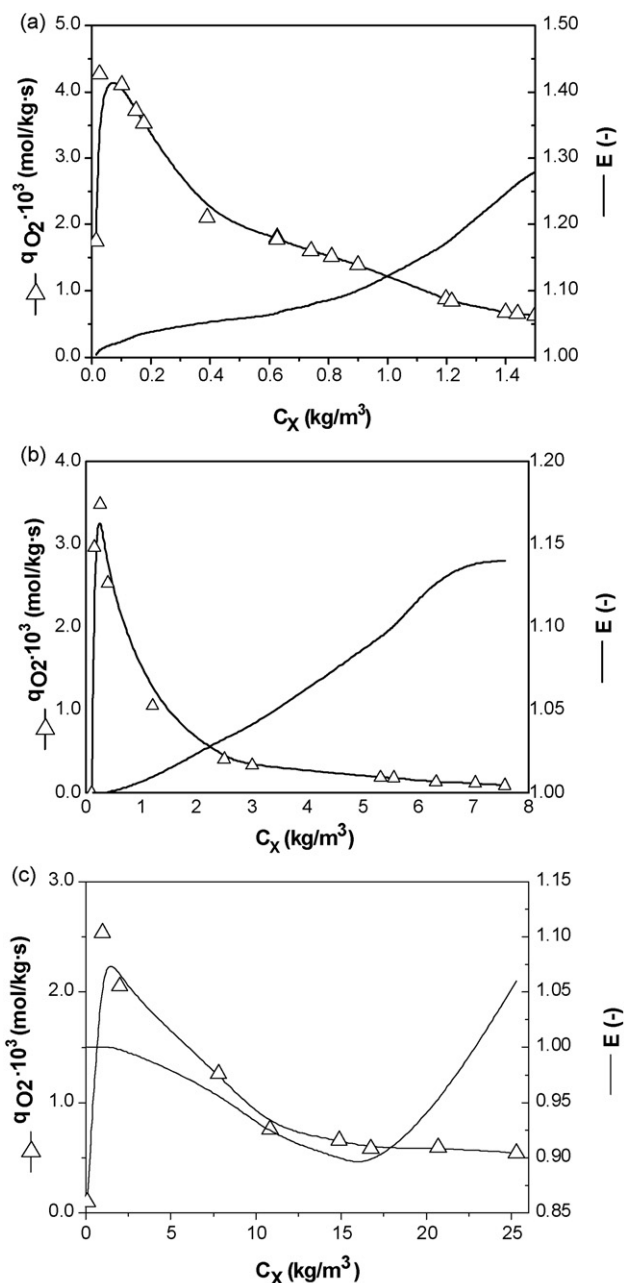 (a)
5.0
4.0
3.0
2.0
1.0
0.0
qO2·10³ (mol/kg·s)
1.50
1.40
1.30
1.20
1.10
1.00
E (-)
0.0 0.2 0.4 0.6 0.8 1.0 1.2 1.4
CX (kg/m³)
(b)
4.0
3.0
2.0
1.0
0.0
qO2·10³ (mol/kg·s)
1.20
1.15
1.10
1.05
1.00
E (-)
0 1 2 3 4 5 6 7 8
CX (kg/m³)
(c)
3.0
2.0
1.0
0.0
qO2·10³ (mol/kg·s)
1.15
1.10
1.05
1.00
0.95
0.90
0.85
E (-)
0 5 10 15 20 25
CX (kg/m³)